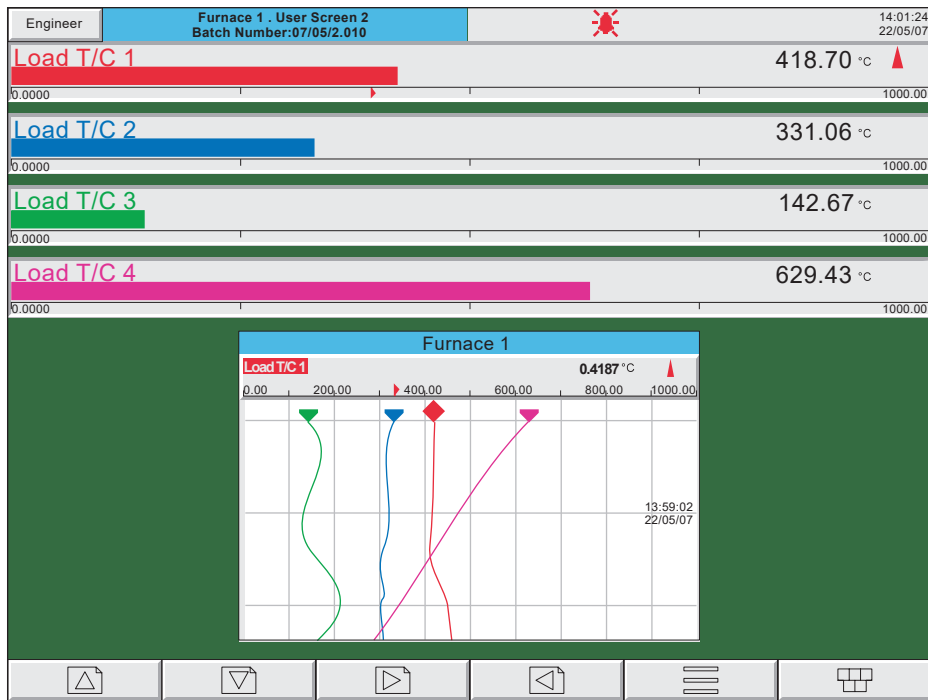 Engineer
Furnace 1 . User Screen 2
Batch Number:07/05/2.010
14:01:24
22/05/07
Load T/C 1
418.70 °C
0.0000
1000.00
Load T/C 2
331.06 °C
0.0000
1000.00
Load T/C 3
142.67 °C
0.0000
1000.00
Load T/C 4
629.43 °C
0.0000
1000.00
Furnace 1
Load T/C 1
0.4187 °C
0.00 200.00 400.00 600.00 800.00 1000.00
13:59:02
22/05/07